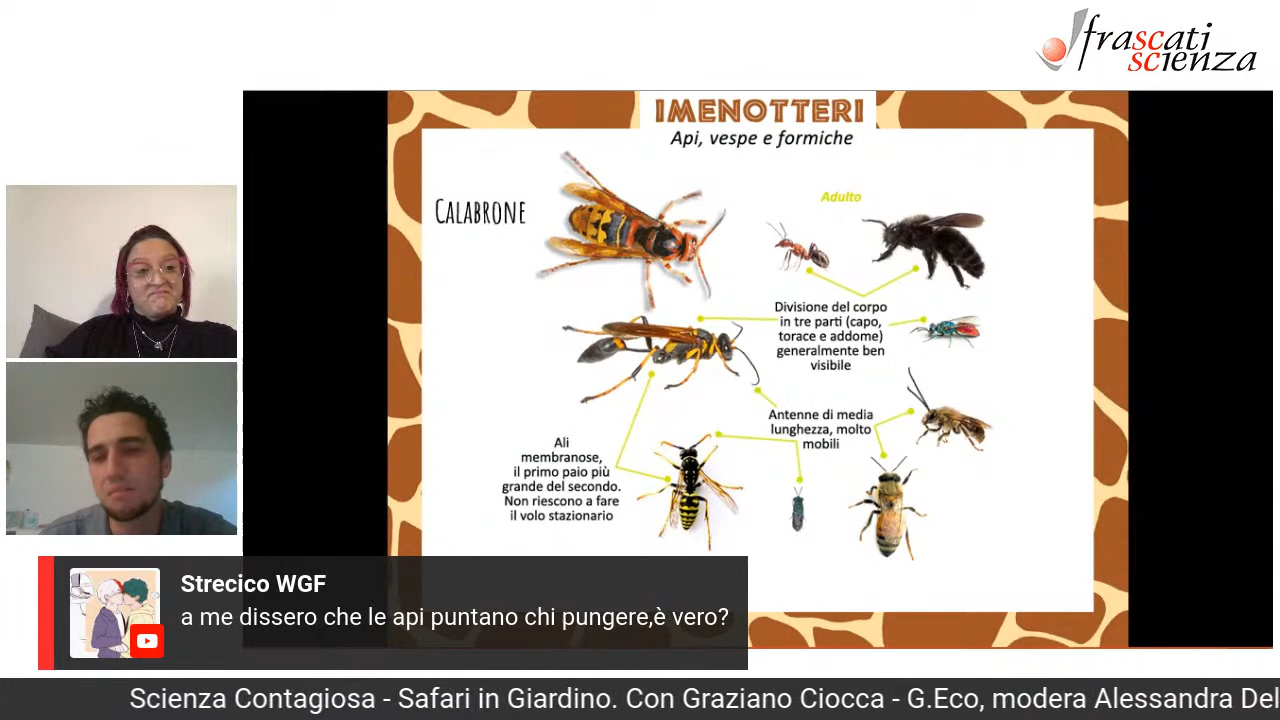 frascati
scienza
IMENOTTERI
Api, vespe e formiche
CALABRONE
Adulto
Divisione del corpo
in tre parti (capo,
torace e addome)
generalmente ben
visibile
Antenne di media
lunghezza, molto
mobili
Ali
membranose,
il primo paio più
grande del secondo.
Non riescono a fare
il volo stazionario
Strecico WGF
a me dissero che le api puntano chi pungere,è vero?
Scienza Contagiosa - Safari in Giardino. Con Graziano Ciocca - G.Eco, modera Alessandra Del